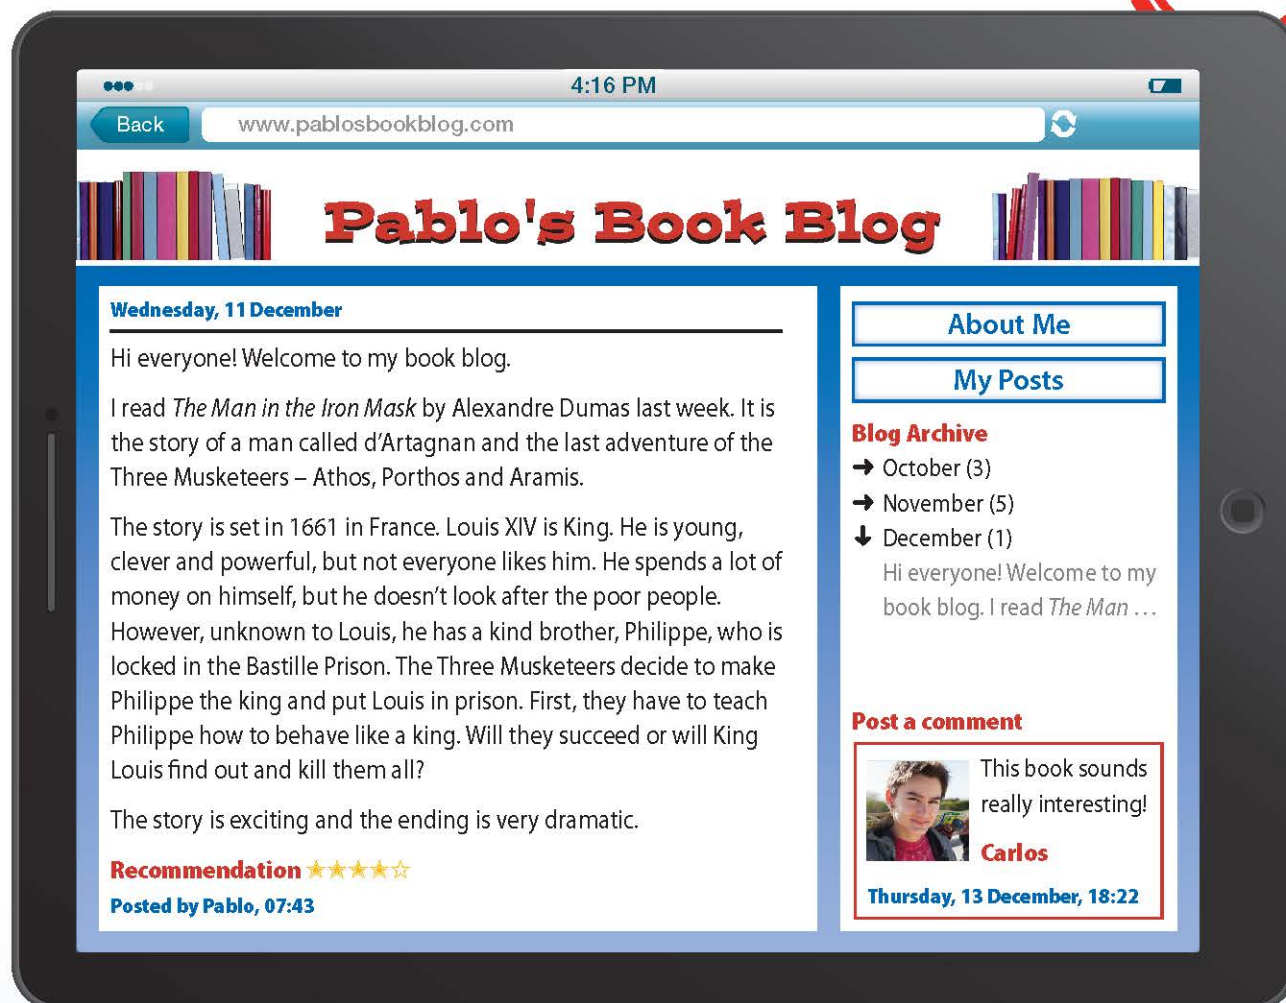 4:16 PM
Back
www.pablosbookblog.com
Pablo's Book Blog
Wednesday, 11 December
Hi everyone! Welcome to my book blog.
I read The Man in the Iron Mask by Alexandre Dumas last week. It is
the story of a man called d'Artagnan and the last adventure of the
Three Musketeers – Athos, Porthos and Aramis.
The story is set in 1661 in France. Louis XIV is King. He is young,
clever and powerful, but not everyone likes him. He spends a lot of
money on himself, but he doesn't look after the poor people.
However, unknown to Louis, he has a kind brother, Philippe, who is
locked in the Bastille Prison. The Three Musketeers decide to make
Philippe the king and put Louis in prison. First, they have to teach
Philippe how to behave like a king. Will they succeed or will King
Louis find out and kill them all?
The story is exciting and the ending is very dramatic.
Recommendation ★★★★☆
Posted by Pablo, 07:43
About Me
My Posts
Blog Archive
➔ October (3)
➔ November (5)
↓ December (1)
Hi everyone! Welcome to my
book blog. I read The Man …
Post a comment
This book sounds
really interesting!
Carlos
Thursday, 13 December, 18:22